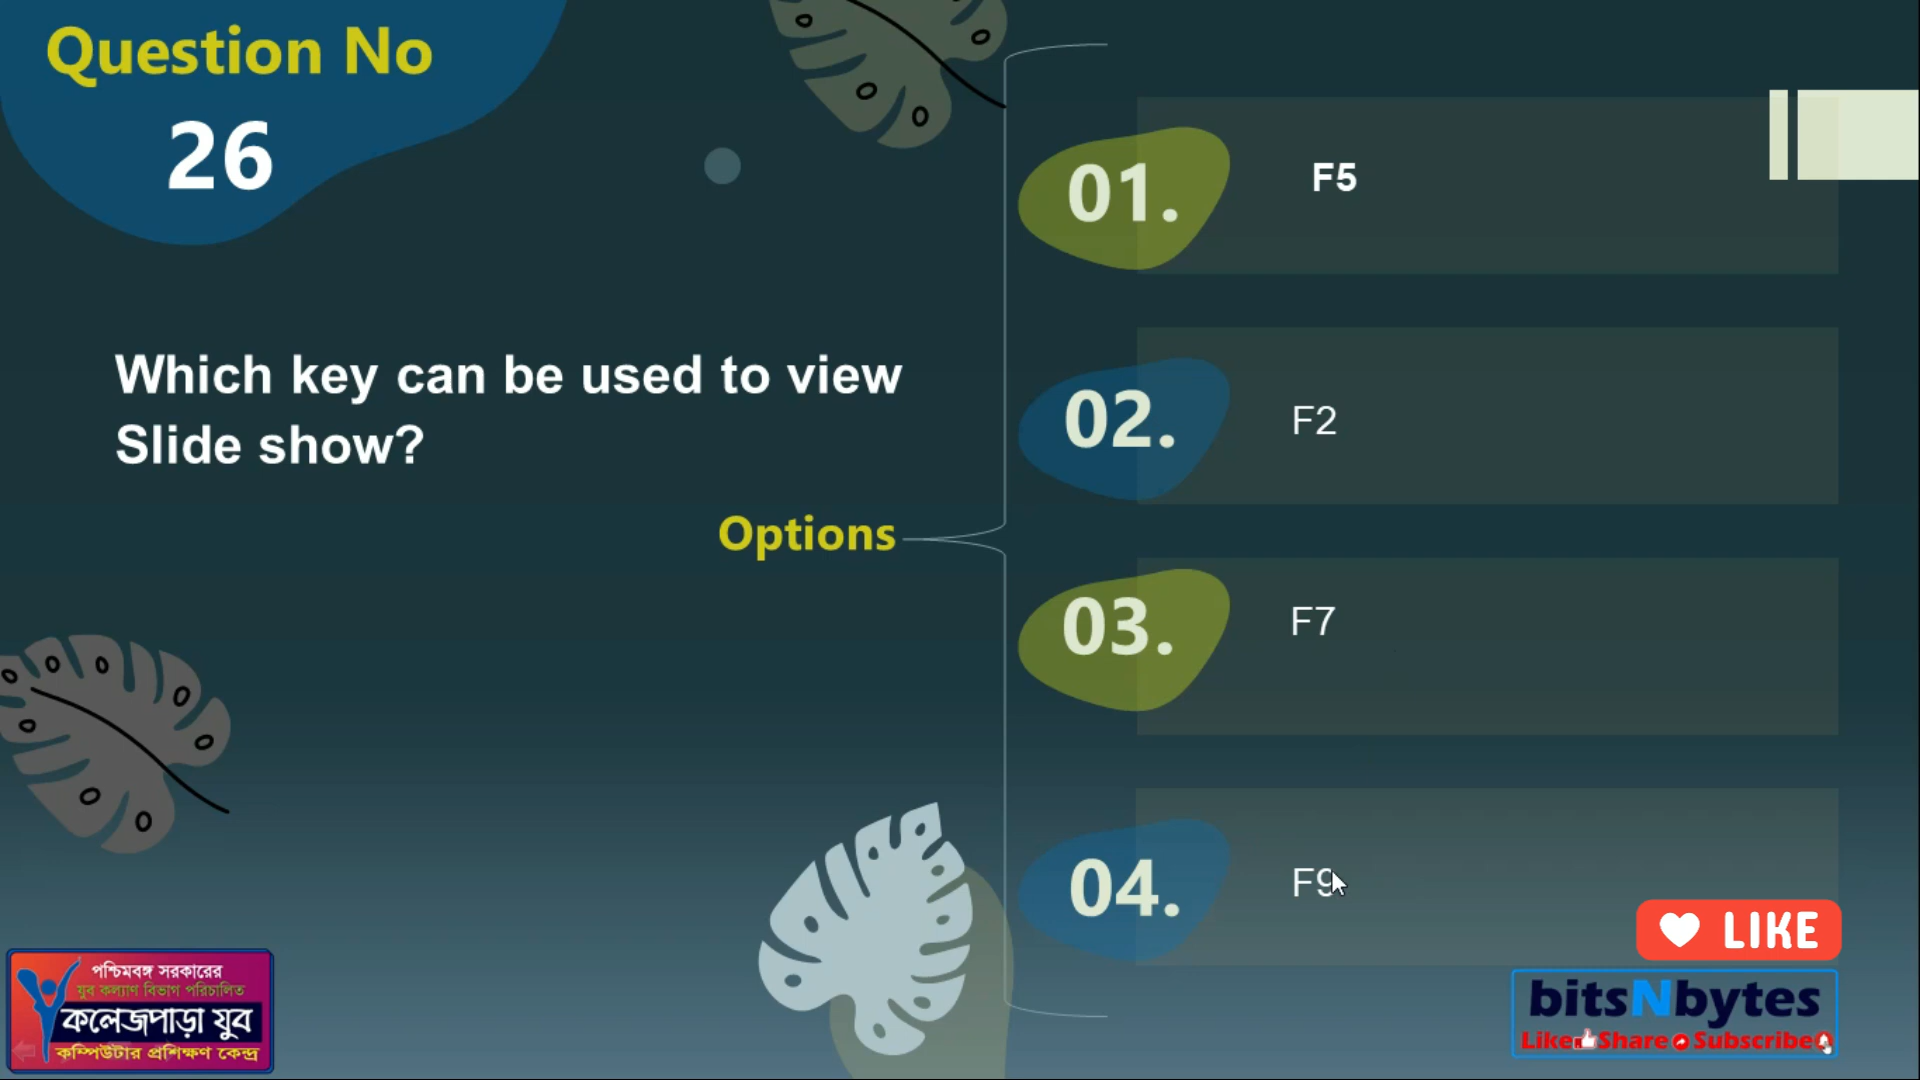 Question No
26
Which key can be used to view
Slide show?
Options
01.
F5
02.
F2
03.
F7
04.
F9
LIKE
bitsNbytes
Like Share Subscribe
পশ্চিমবঙ্গ সরকারের
যুব কল্যাণ বিভাগ পরিচালিত
কলেজপাড়া যুব
কম্পিউটার প্রশিক্ষণ কেন্দ্র